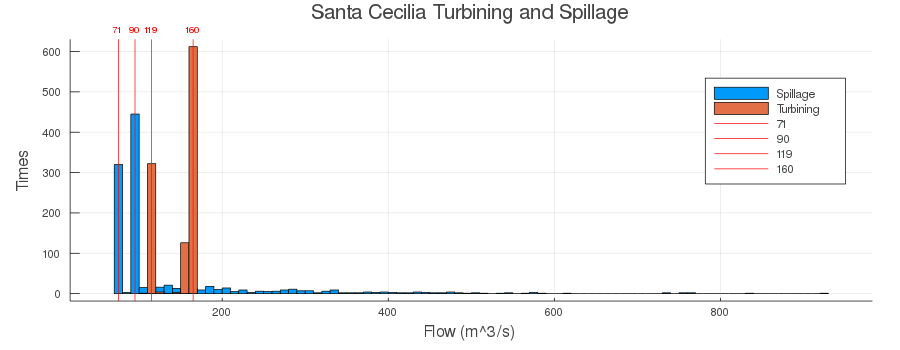 Santa Cecilia Turbining and Spillage
71 90 119 160
600
500
400
300
200
100
0
Times
Spillage
Turbining
71
90
119
160
200 400 600 800
Flow (m^3/s)